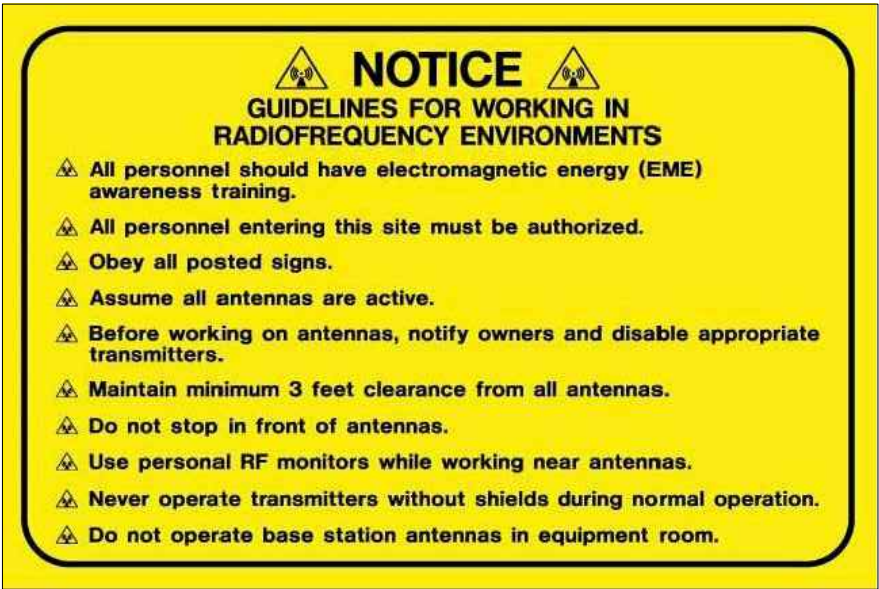 NOTICE
GUIDELINES FOR WORKING IN
RADIOFREQUENCY ENVIRONMENTS
All personnel should have electromagnetic energy (EME)
awareness training.
All personnel entering this site must be authorized.
Obey all posted signs.
Assume all antennas are active.
Before working on antennas, notify owners and disable appropriate
transmitters.
Maintain minimum 3 feet clearance from all antennas.
Do not stop in front of antennas.
Use personal RF monitors while working near antennas.
Never operate transmitters without shields during normal operation.
Do not operate base station antennas in equipment room.